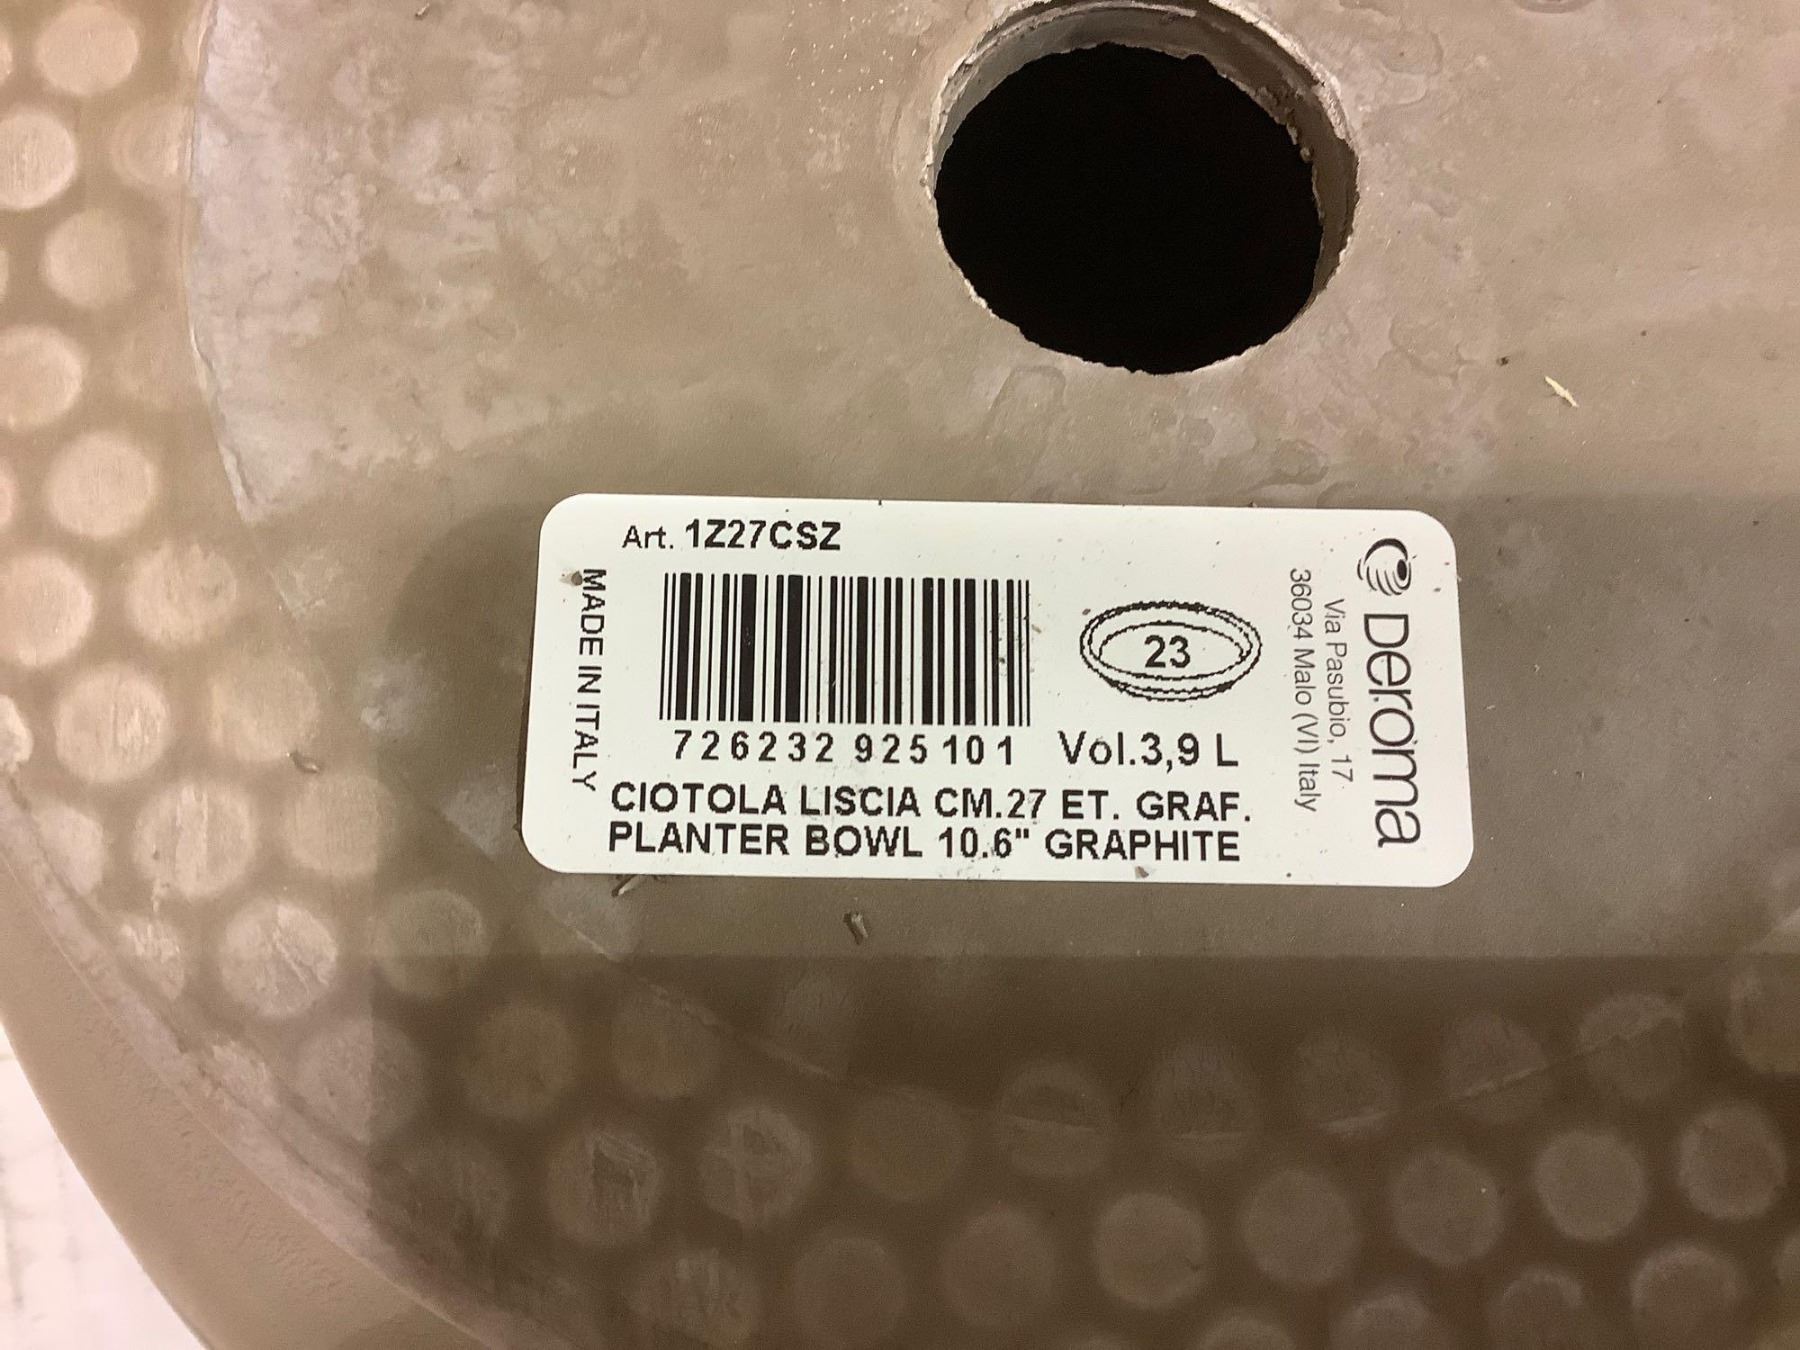 Art. 1Z27CSZ
MADE IN ITALY
23
726232 925101 Vol.3,9 L
CIOTOLA LISCIA CM.27 ET. GRAF.
PLANTER BOWL 10.6" GRAPHITE
Deroma
Via Pasubio, 17
36034 Malo (VI) Italy